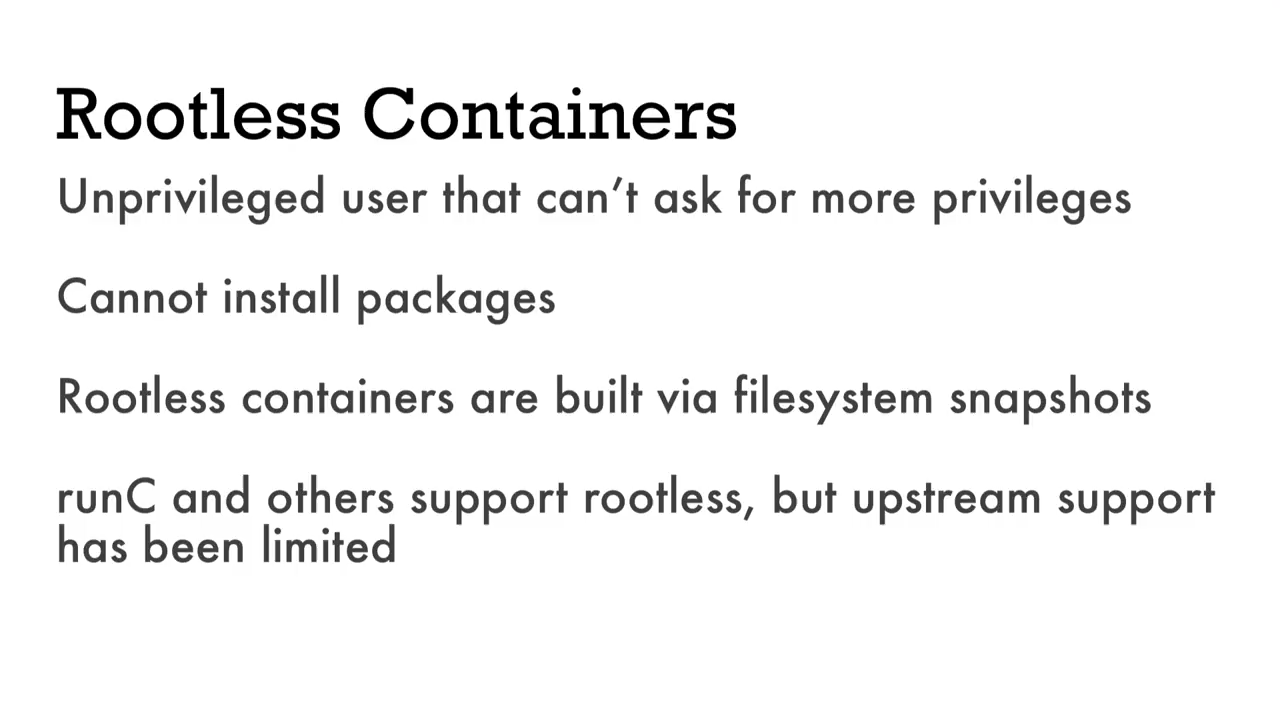 Rootless Containers
Unprivileged user that can’t ask for more privileges
Cannot install packages
Rootless containers are built via filesystem snapshots
runC and others support rootless, but upstream support
has been limited